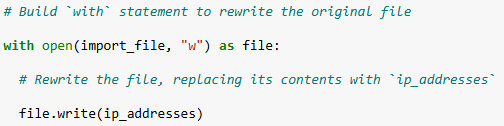 # Build `with` statement to rewrite the original file
with open(import_file, "w") as file:
# Rewrite the file, replacing its contents with `ip_addresses`
file.write(ip_addresses)